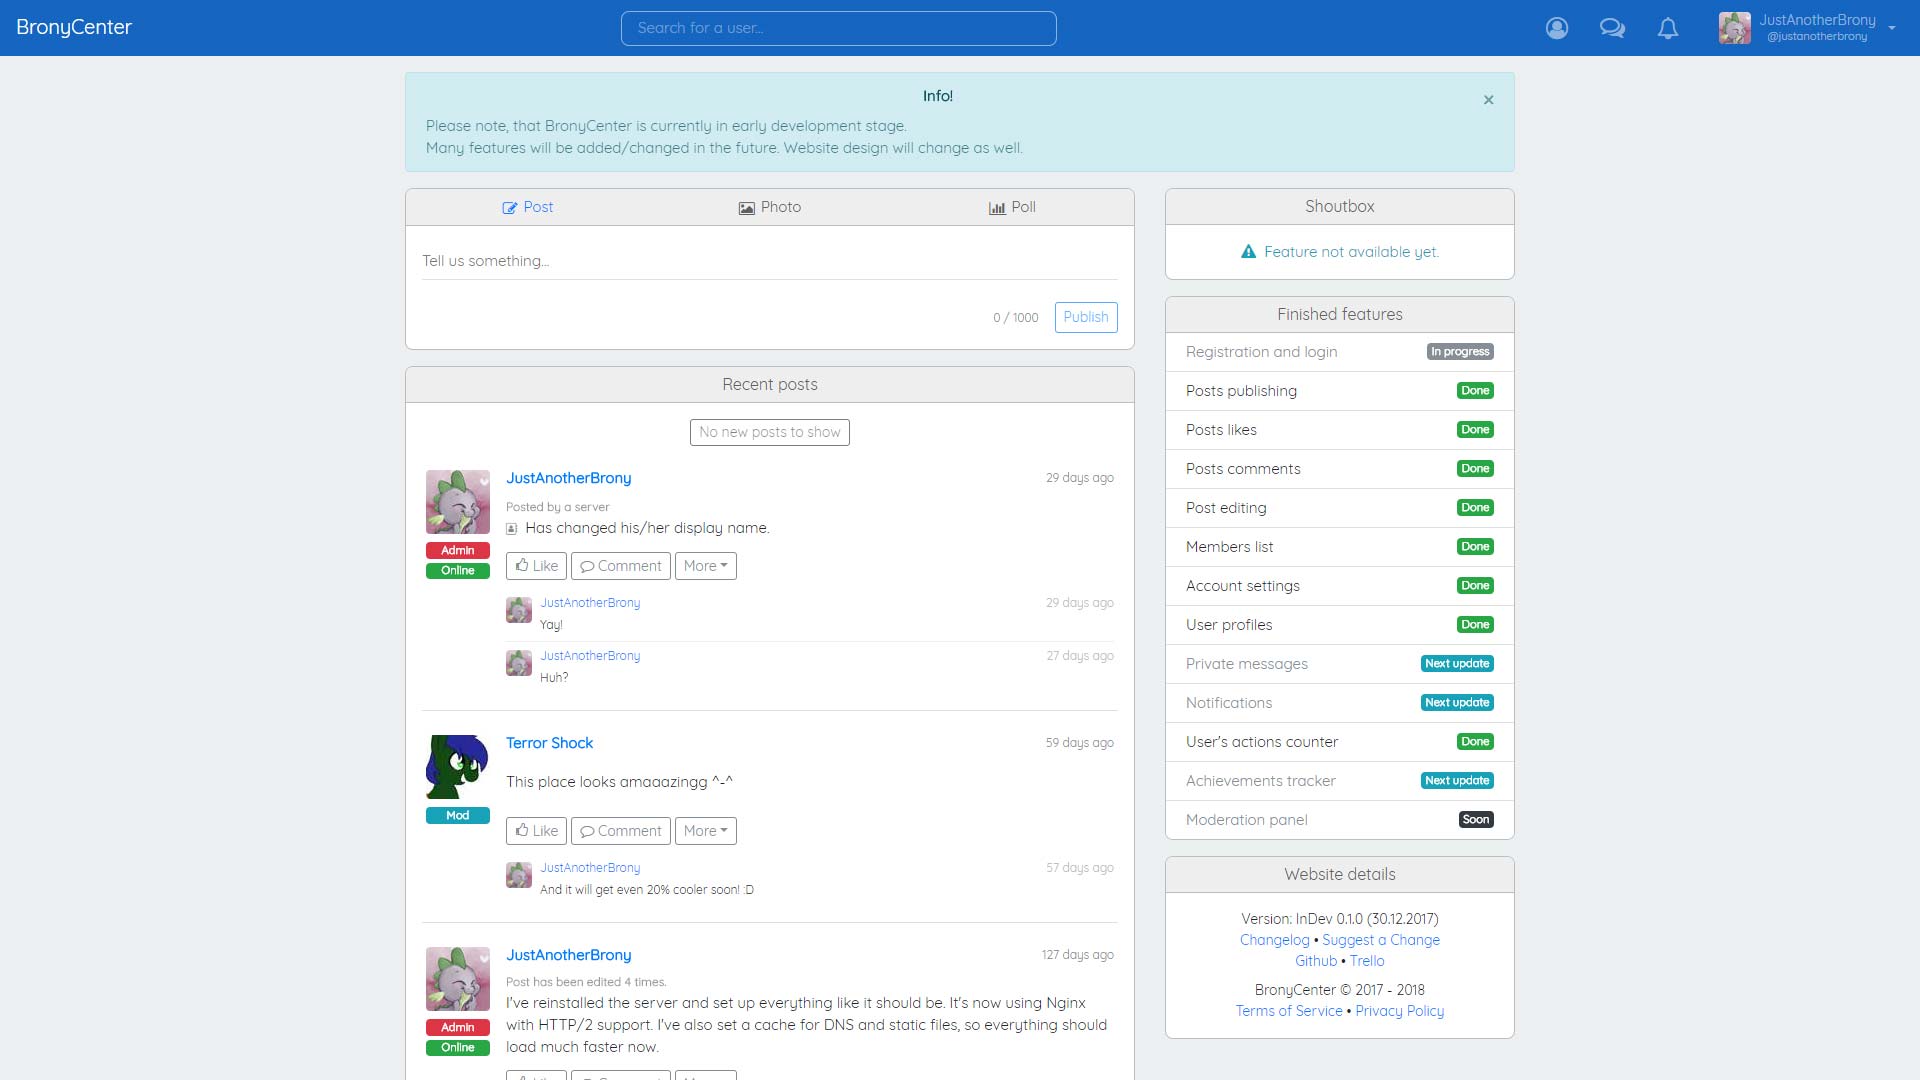 BronyCenter
Search for a user...
JustAnotherBrony
@justanotherbrony
Info!
×
Please note, that BronyCenter is currently in early development stage.
Many features will be added/changed in the future. Website design will change as well.
Post
Photo
Poll
Tell us something...
0 / 1000
Publish
Recent posts
No new posts to show
JustAnotherBrony
29 days ago
Posted by a server
Has changed his/her display name.
Admin
Online
Like
Comment
More
JustAnotherBrony
29 days ago
Yay!
JustAnotherBrony
27 days ago
Huh?
Terror Shock
59 days ago
This place looks amaaazingg ^-^
Mod
Like
Comment
More
JustAnotherBrony
57 days ago
And it will get even 20% cooler soon! :D
JustAnotherBrony
127 days ago
Post has been edited 4 times.
I've reinstalled the server and set up everything like it should be. It's now using Nginx
with HTTP/2 support. I've also set a cache for DNS and static files, so everything should
load much faster now.
Admin
Online
Shoutbox
Feature not available yet.
Finished features
Registration and login In progress
Posts publishing Done
Posts likes Done
Posts comments Done
Post editing Done
Members list Done
Account settings Done
User profiles Done
Private messages Next update
Notifications Next update
User's actions counter Done
Achievements tracker Next update
Moderation panel Soon
Website details
Version: InDev 0.1.0 (30.12.2017)
Changelog • Suggest a Change
Github • Trello
BronyCenter © 2017 - 2018
Terms of Service • Privacy Policy